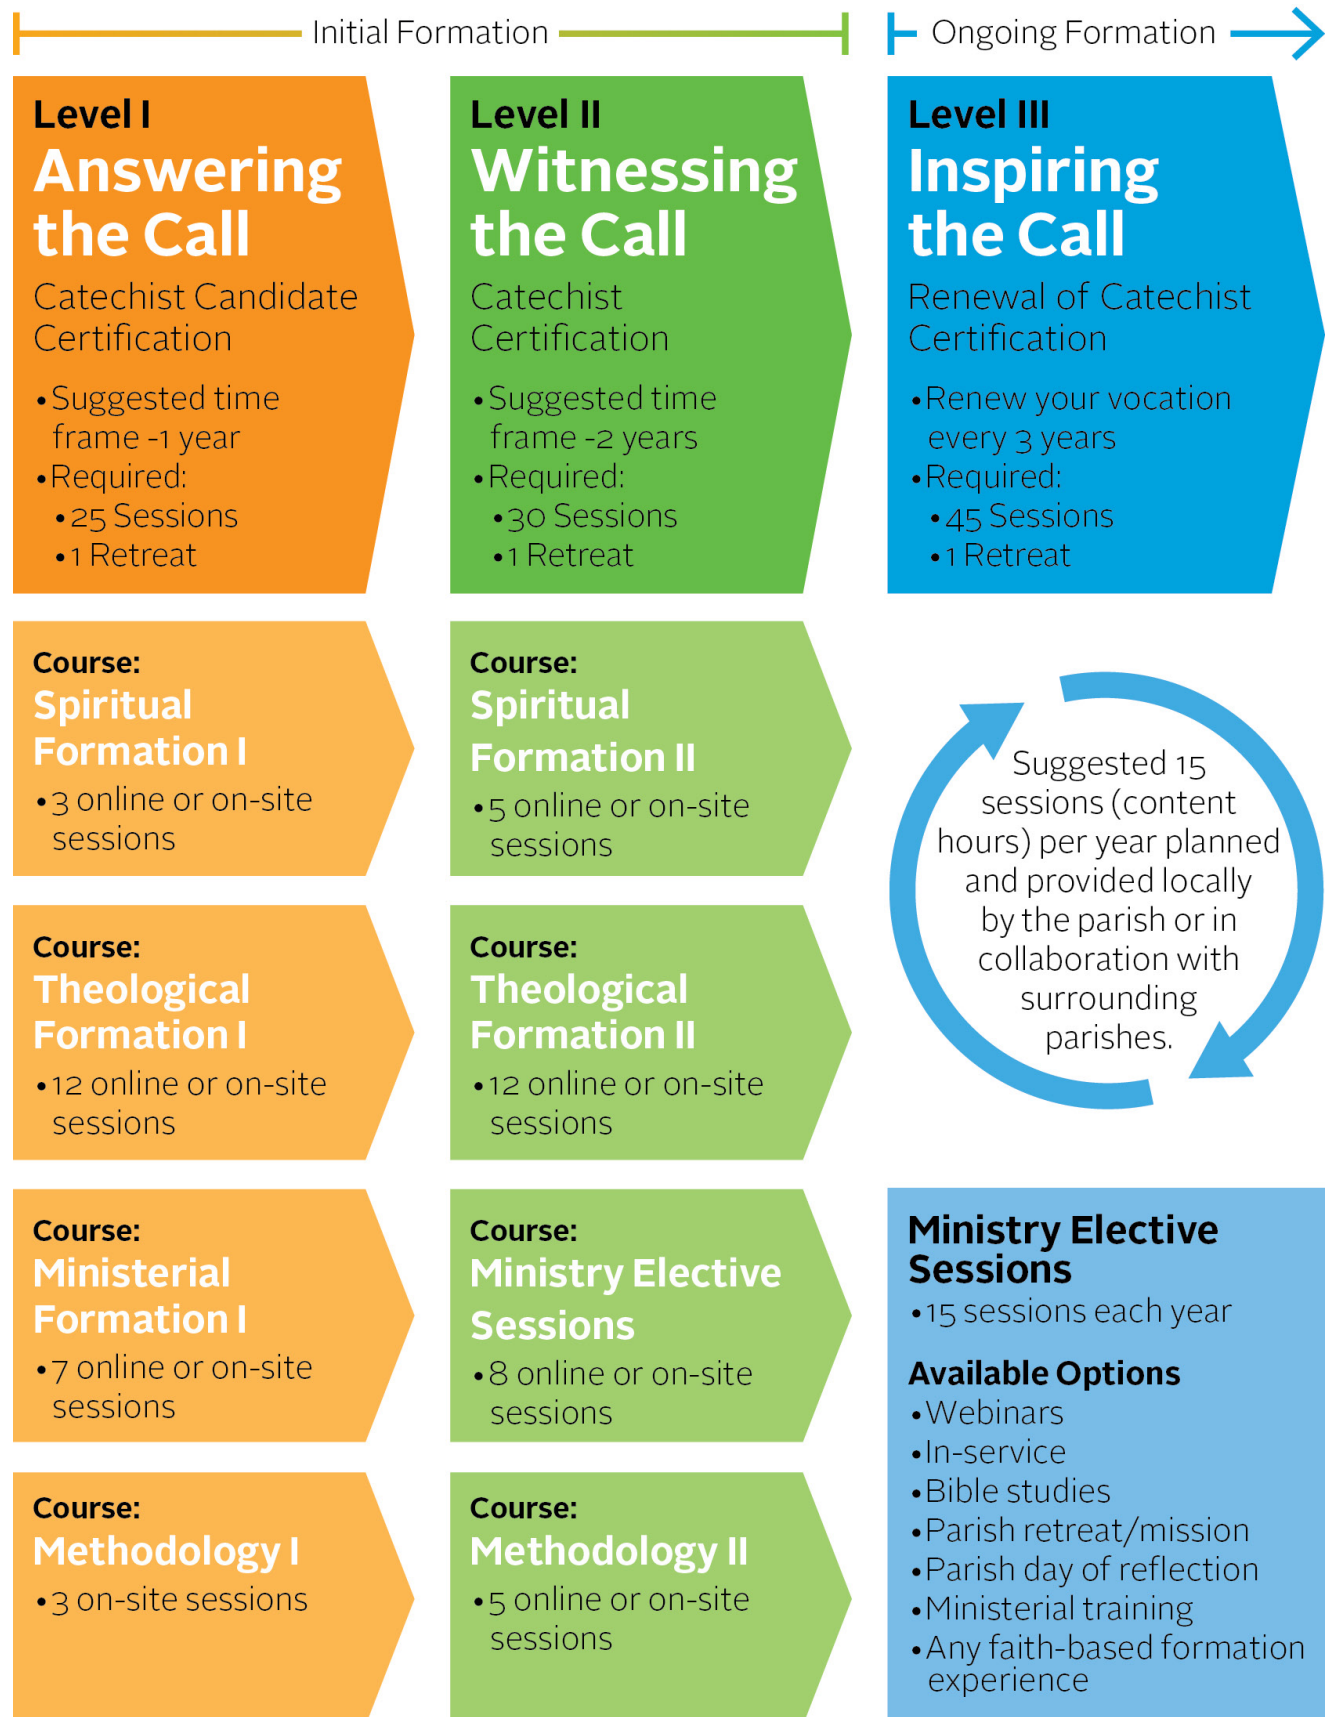 Initial Formation
Ongoing Formation
Level I
Answering
the Call
Catechist Candidate
Certification
•Suggested time
frame -1 year
•Required:
•25 Sessions
•1 Retreat
Level II
Witnessing
the Call
Catechist
Certification
•Suggested time
frame -2 years
•Required:
•30 Sessions
•1 Retreat
Level III
Inspiring
the Call
Renewal of Catechist
Certification
•Renew your vocation
every 3 years
•Required:
•45 Sessions
•1 Retreat
Course:
Spiritual
Formation I
•3 online or on-site
sessions
Course:
Spiritual
Formation II
•5 online or on-site
sessions
Suggested 15
sessions (content
hours) per year planned
and provided locally
by the parish or in
collaboration with
surrounding
parishes.
Course:
Theological
Formation I
•12 online or on-site
sessions
Course:
Theological
Formation II
•12 online or on-site
sessions
Course:
Ministerial
Formation I
•7 online or on-site
sessions
Course:
Ministry Elective
Sessions
•8 online or on-site
sessions
Course:
Methodology I
•3 on-site sessions
Course:
Methodology II
•5 online or on-site
sessions
Ministry Elective
Sessions
•15 sessions each year
Available Options
•Webinars
•In-service
•Bible studies
•Parish retreat/mission
•Parish day of reflection
•Ministerial training
•Any faith-based formation
experience